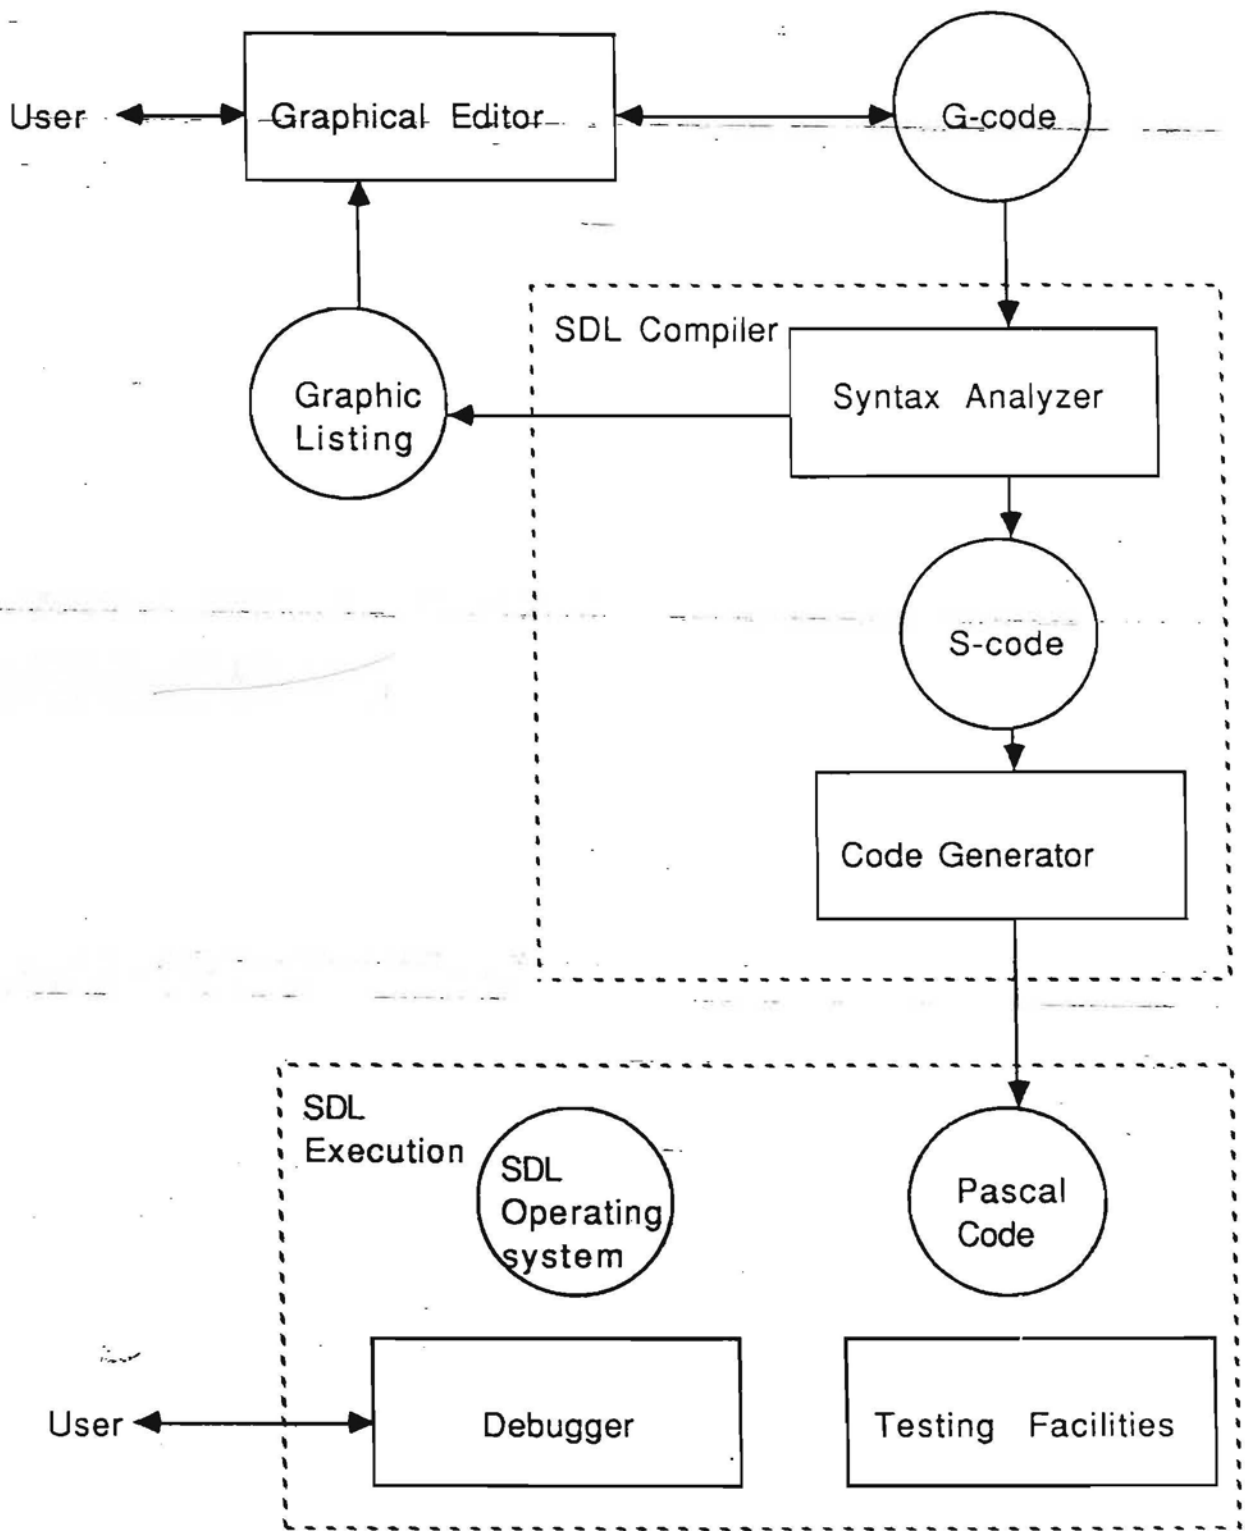 User
Graphical Editor
G-code
SDL Compiler
Syntax Analyzer
Graphic
Listing
S-code
Code Generator
SDL
Execution
SDL
Operating
system
Pascal
Code
User
Debugger
Testing Facilities